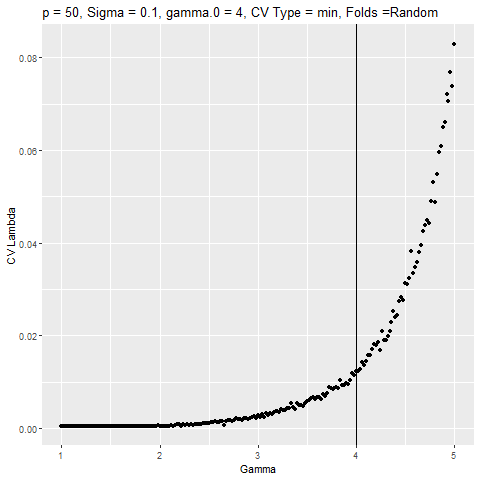 p = 50, Sigma = 0.1, gamma.0 = 4, CV Type = min, Folds =Random
0.08
0.06
0.04
0.02
0.00
CV Lambda
1 2 3 4 5
Gamma